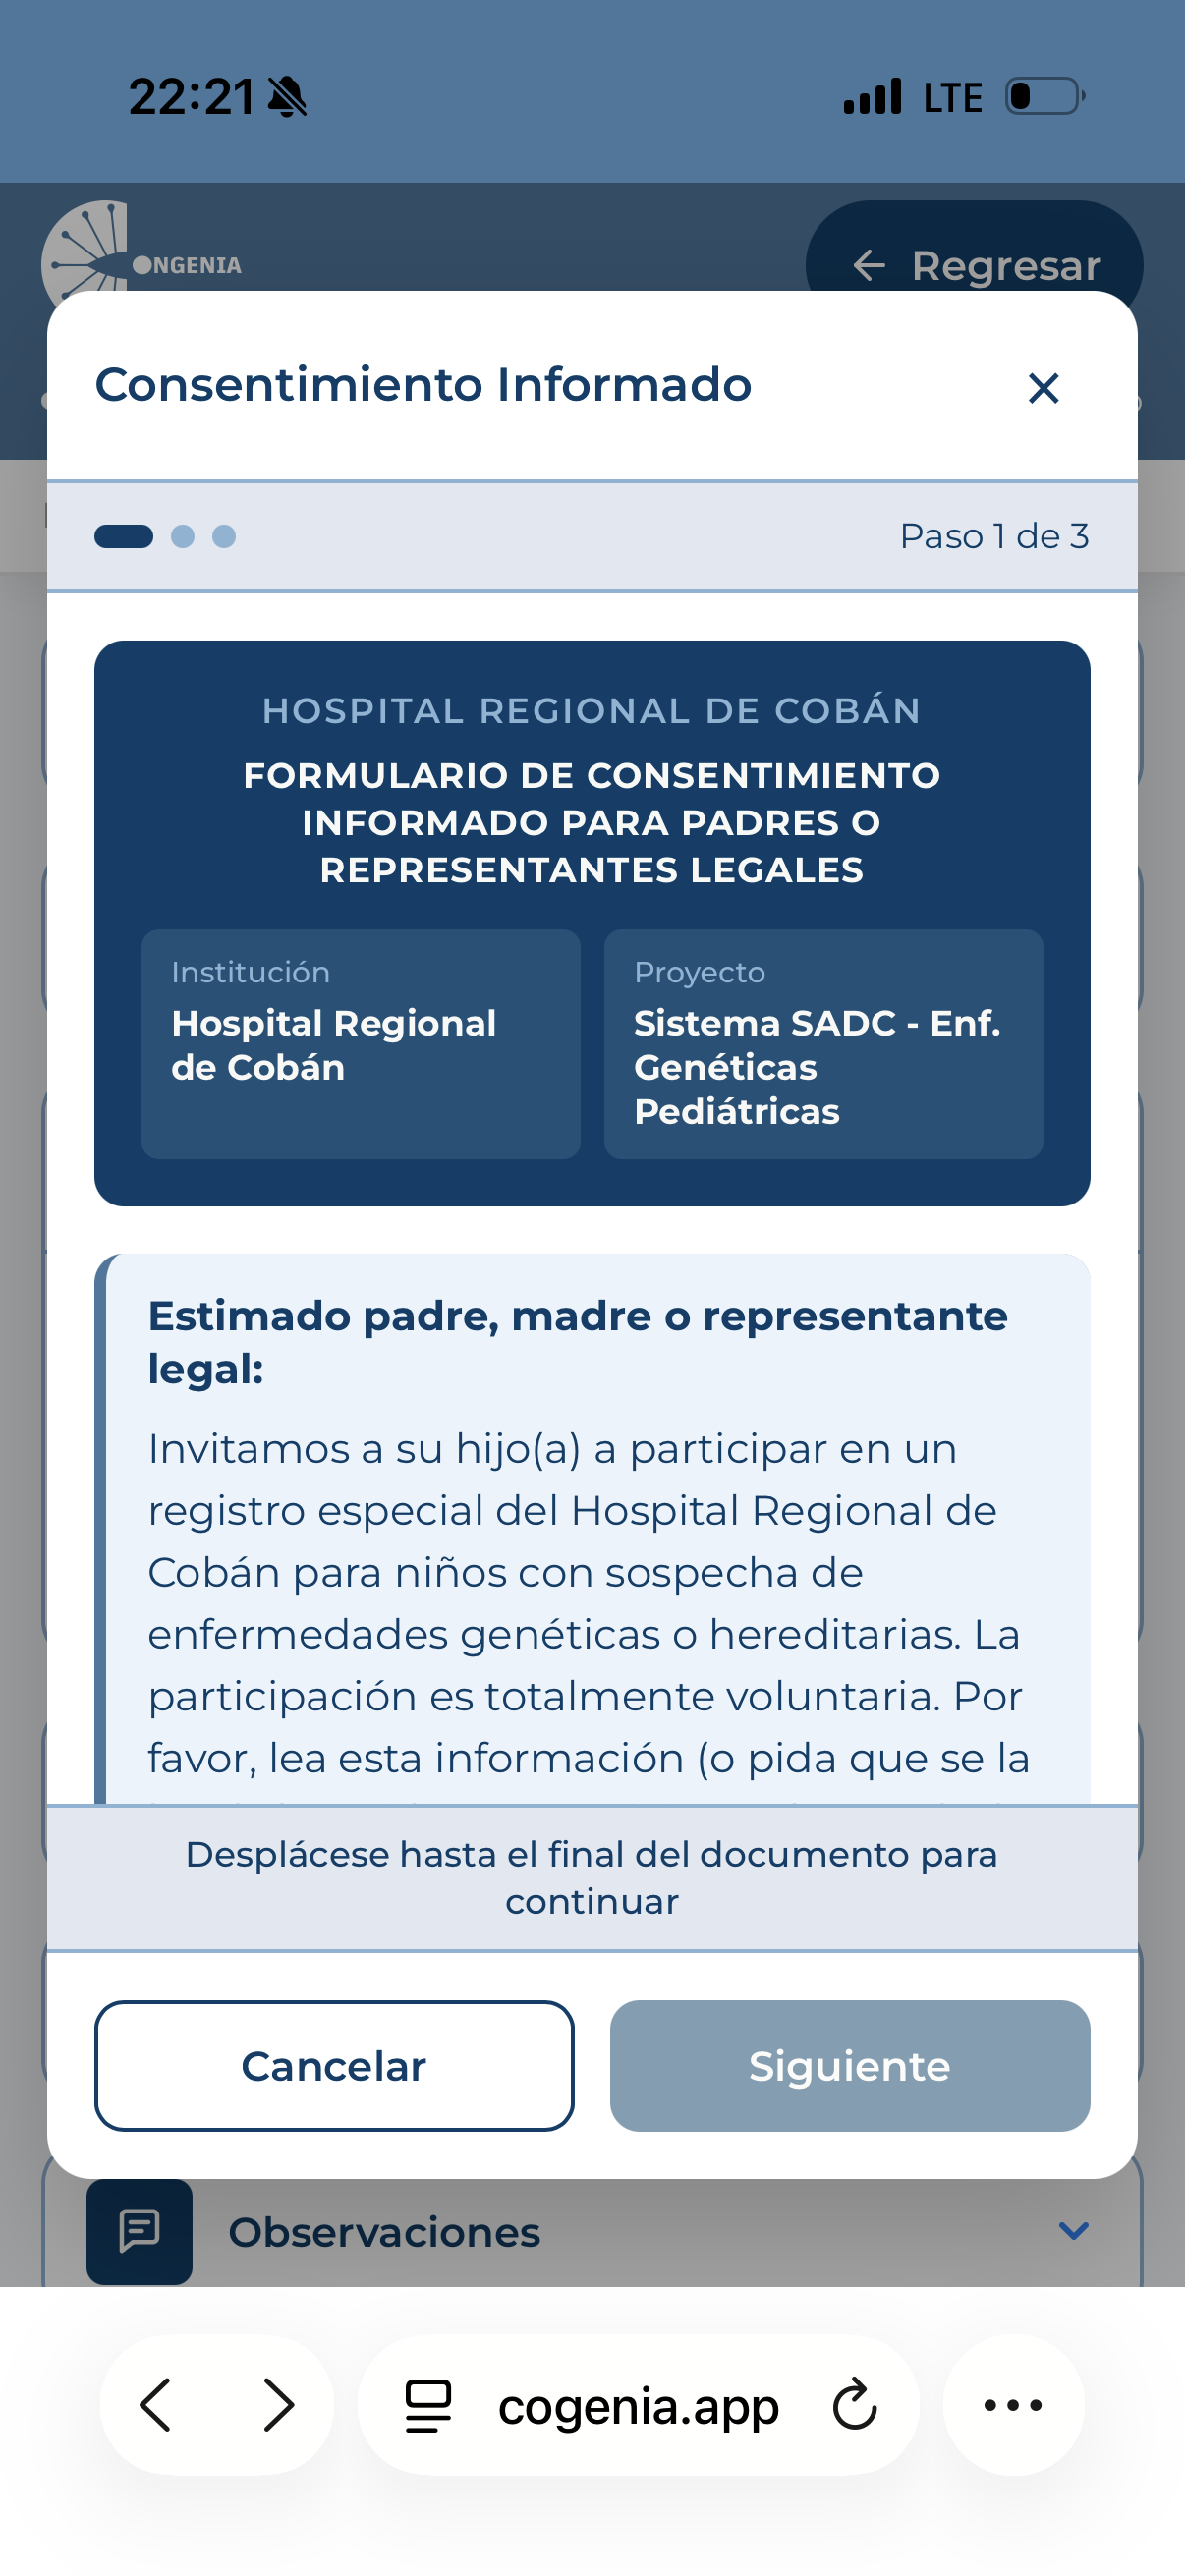 22:21
LTE
ONGENIA
← Regresar
Consentimiento Informado
Paso 1 de 3
HOSPITAL REGIONAL DE COBÁN
FORMULARIO DE CONSENTIMIENTO
INFORMADO PARA PADRES O
REPRESENTANTES LEGALES
Institución
Hospital Regional
de Cobán
Proyecto
Sistema SADC - Enf.
Genéticas
Pediátricas
Estimado padre, madre o representante
legal:
Invitamos a su hijo(a) a participar en un
registro especial del Hospital Regional de
Cobán para niños con sospecha de
enfermedades genéticas o hereditarias. La
participación es totalmente voluntaria. Por
favor, lea esta información (o pida que se la
Desplácese hasta el final del documento para
continuar
Cancelar
Siguiente
Observaciones
cogenia.app